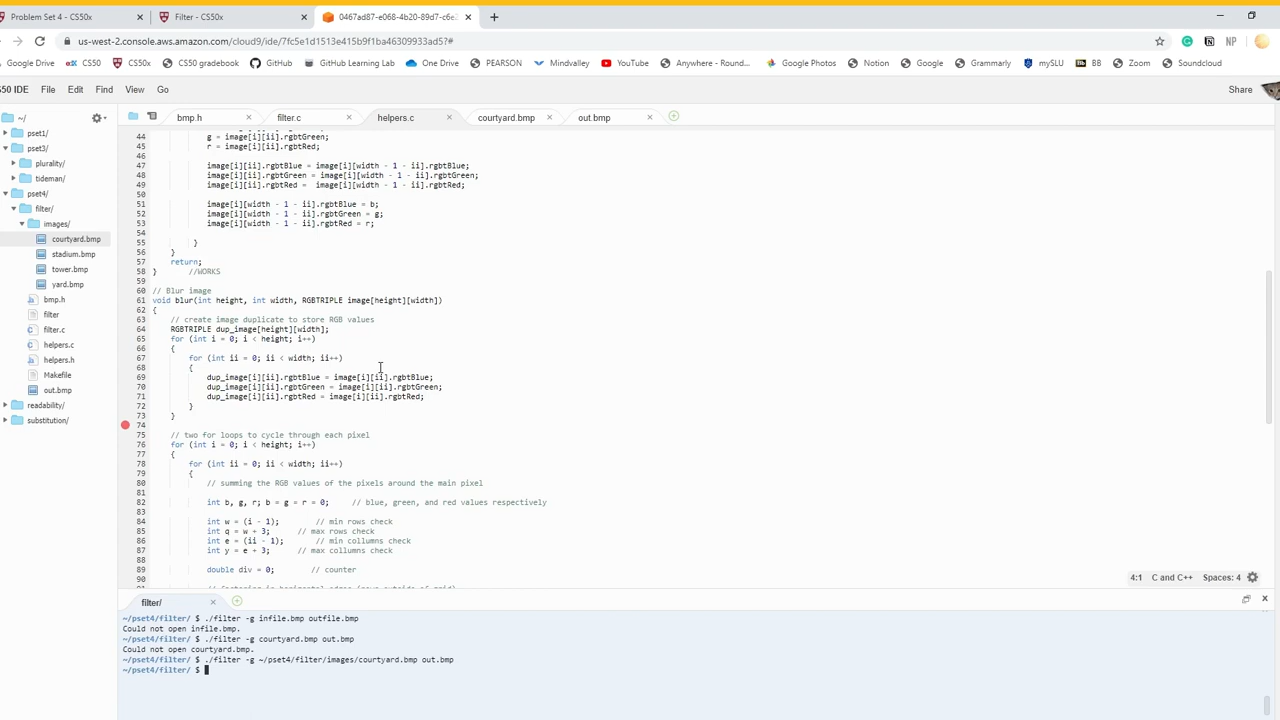 Problem Set 4 - CS50x
Filter - CS50x
0467ad87-e068-4b20-89d7-c6e2
us-west-2.console.aws.amazon.com/cloud9/ide/7fc5e1d1513e415b9f1ba46309933ad5?#
Google Drive CS50 CS50x CS50 gradebook GitHub GitHub Learning Lab One Drive PEARSON Mindvalley YouTube Anywhere - Round... Google Photos Notion Google Grammarly mySLU BB Zoom Soundcloud
50 IDE File Edit Find View Go Share
~/
pset1/
pset3/
plurality/
tideman/
pset4/
filter/
images/
courtyard.bmp
stadium.bmp
tower.bmp
yard.bmp
bmp.h
filter
filter.c
helpers.c
helpers.h
Makefile
out.bmp
readability/
substitution/
bmp.h filter.c helpers.c courtyard.bmp out.bmp
44 g = image[i][ii].rgbtGreen;
45 r = image[i][ii].rgbtRed;
46
47 image[i][ii].rgbtBlue = image[i][width - 1 - ii].rgbtBlue;
48 image[i][ii].rgbtGreen = image[i][width - 1 - ii].rgbtGreen;
49 image[i][ii].rgbtRed =  image[i][width - 1 - ii].rgbtRed;
50
51 image[i][width - 1 - ii].rgbtBlue = b;
52 image[i][width - 1 - ii].rgbtGreen = g;
53 image[i][width - 1 - ii].rgbtRed = r;
54
55 }
56 }
57 return;
58 } //WORKS
59
60 // Blur image
61 void blur(int height, int width, RGBTRIPLE image[height][width])
62 {
63 // create image duplicate to store RGB values
64 RGBTRIPLE dup_image[height][width];
65 for (int i = 0; i < height; i++)
66 {
67 for (int ii = 0; ii < width; ii++)
68 {
69 dup_image[i][ii].rgbtBlue = image[i][ii].rgbtBlue;
70 dup_image[i][ii].rgbtGreen = image[i][ii].rgbtGreen;
71 dup_image[i][ii].rgbtRed = image[i][ii].rgbtRed;
72 }
73 }
74
75 // two for loops to cycle through each pixel
76 for (int i = 0; i < height; i++)
77 {
78 for (int ii = 0; ii < width; ii++)
79 {
80 // summing the RGB values of the pixels around the main pixel
81
82 int b, g, r; b = g = r = 0; // blue, green, and red values respectively
83
84 int w = (i - 1); // min rows check
85 int q = w + 3; // max rows check
86 int e = (ii - 1); // min collumns check
87 int y = e + 3; // max collumns check
88
89 double div = 0; // counter
90
4:1 C and C++ Spaces: 4
filter/
~/pset4/filter/ $ ./filter -g infile.bmp outfile.bmp
Could not open infile.bmp.
~/pset4/filter/ $ ./filter -g courtyard.bmp out.bmp
Could not open courtyard.bmp.
~/pset4/filter/ $ ./filter -g ~/pset4/filter/images/courtyard.bmp out.bmp
~/pset4/filter/ $